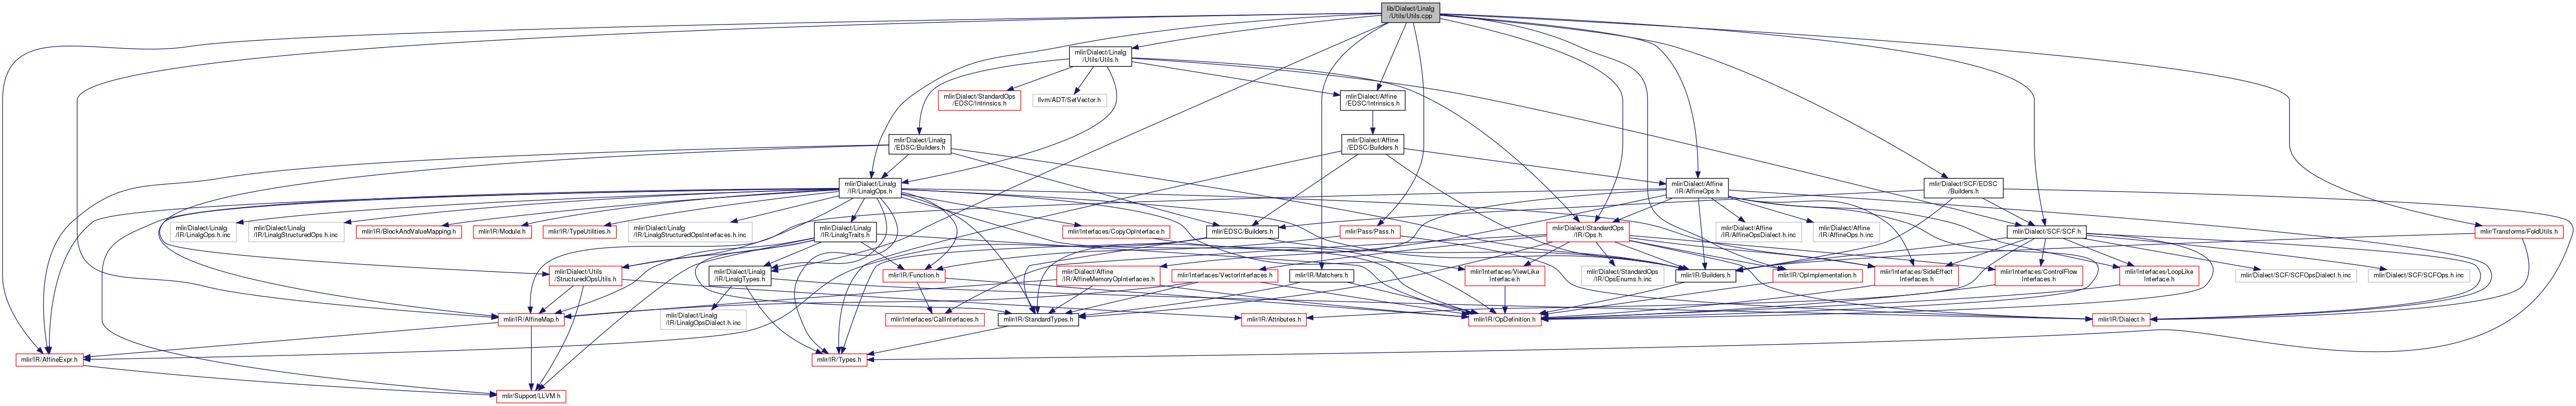 lib/Dialect/Linalg
/Utils/Utils.cpp
mlir/Dialect/Linalg
/Utils/Utils.h
mlir/Dialect/StandardOps
/EDSC/Intrinsics.h
llvm/ADT/SetVector.h
mlir/Dialect/Affine
/EDSC/Intrinsics.h
mlir/Dialect/Linalg
/EDSC/Builders.h
mlir/Dialect/Affine
/EDSC/Builders.h
mlir/Dialect/Linalg
/IR/LinalgOps.h
mlir/Dialect/Affine
/IR/AffineOps.h
mlir/Dialect/SCF/EDSC
/Builders.h
mlir/Dialect/Linalg
/IR/LinalgOps.h.inc
mlir/Dialect/Linalg
/IR/LinalgStructuredOps.h.inc
mlir/IR/BlockAndValueMapping.h
mlir/IR/Module.h
mlir/IR/TypeUtilities.h
mlir/Dialect/Linalg
/IR/LinalgStructuredOpsInterfaces.h.inc
mlir/Dialect/Linalg
/IR/LinalgTraits.h
mlir/Interfaces/CopyOpInterface.h
mlir/EDSC/Builders.h
mlir/Pass/Pass.h
mlir/Dialect/StandardOps
/IR/Ops.h
mlir/Dialect/Affine
/IR/AffineOpsDialect.h.inc
mlir/Dialect/Affine
/IR/AffineOps.h.inc
mlir/Dialect/SCF/SCF.h
mlir/Transforms/FoldUtils.h
mlir/Dialect/Utils
/StructuredOpsUtils.h
mlir/Dialect/Linalg
/IR/LinalgTypes.h
mlir/IR/Function.h
mlir/Dialect/Affine
/IR/AffineMemoryOpInterfaces.h
mlir/Interfaces/VectorInterfaces.h
mlir/IR/Matchers.h
mlir/Interfaces/ViewLike
Interface.h
mlir/Dialect/StandardOps
/IR/OpsEnums.h.inc
mlir/IR/Builders.h
mlir/IR/OpImplementation.h
mlir/Interfaces/SideEffect
Interfaces.h
mlir/Interfaces/ControlFlow
Interfaces.h
mlir/Interfaces/LoopLike
Interface.h
mlir/Dialect/SCF/SCFOpsDialect.h.inc
mlir/Dialect/SCF/SCFOps.h.inc
mlir/IR/AffineMap.h
mlir/Dialect/Linalg
/IR/LinalgOpsDialect.h.inc
mlir/Interfaces/CallInterfaces.h
mlir/IR/StandardTypes.h
mlir/IR/Attributes.h
mlir/IR/OpDefinition.h
mlir/IR/Dialect.h
mlir/IR/AffineExpr.h
mlir/IR/Types.h
mlir/Support/LLVM.h